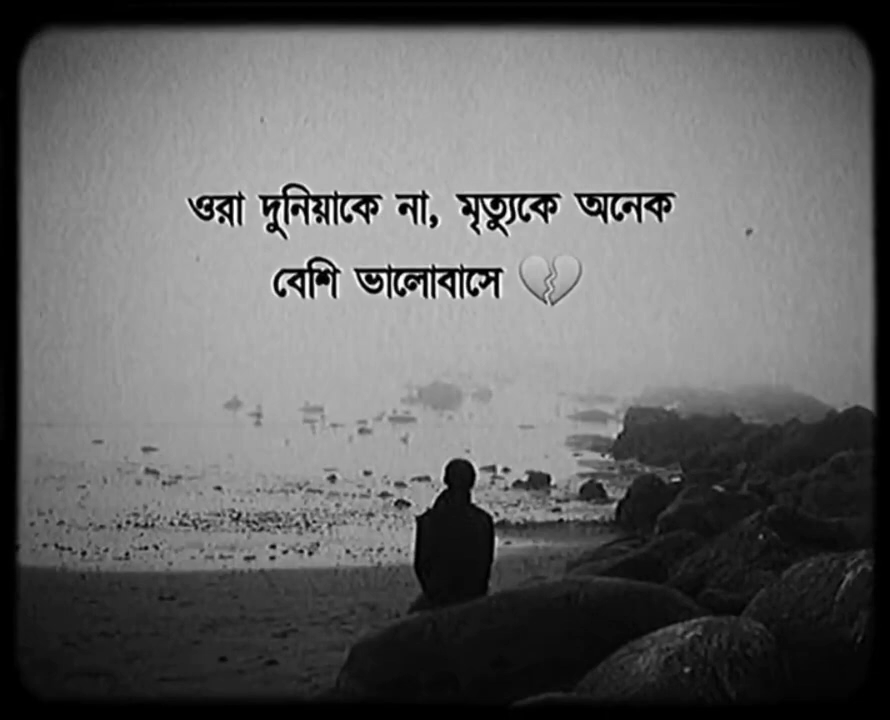 ওরা দুনিয়াকে না, মৃত্যুকে অনেক
বেশি ভালোবাসে 💔